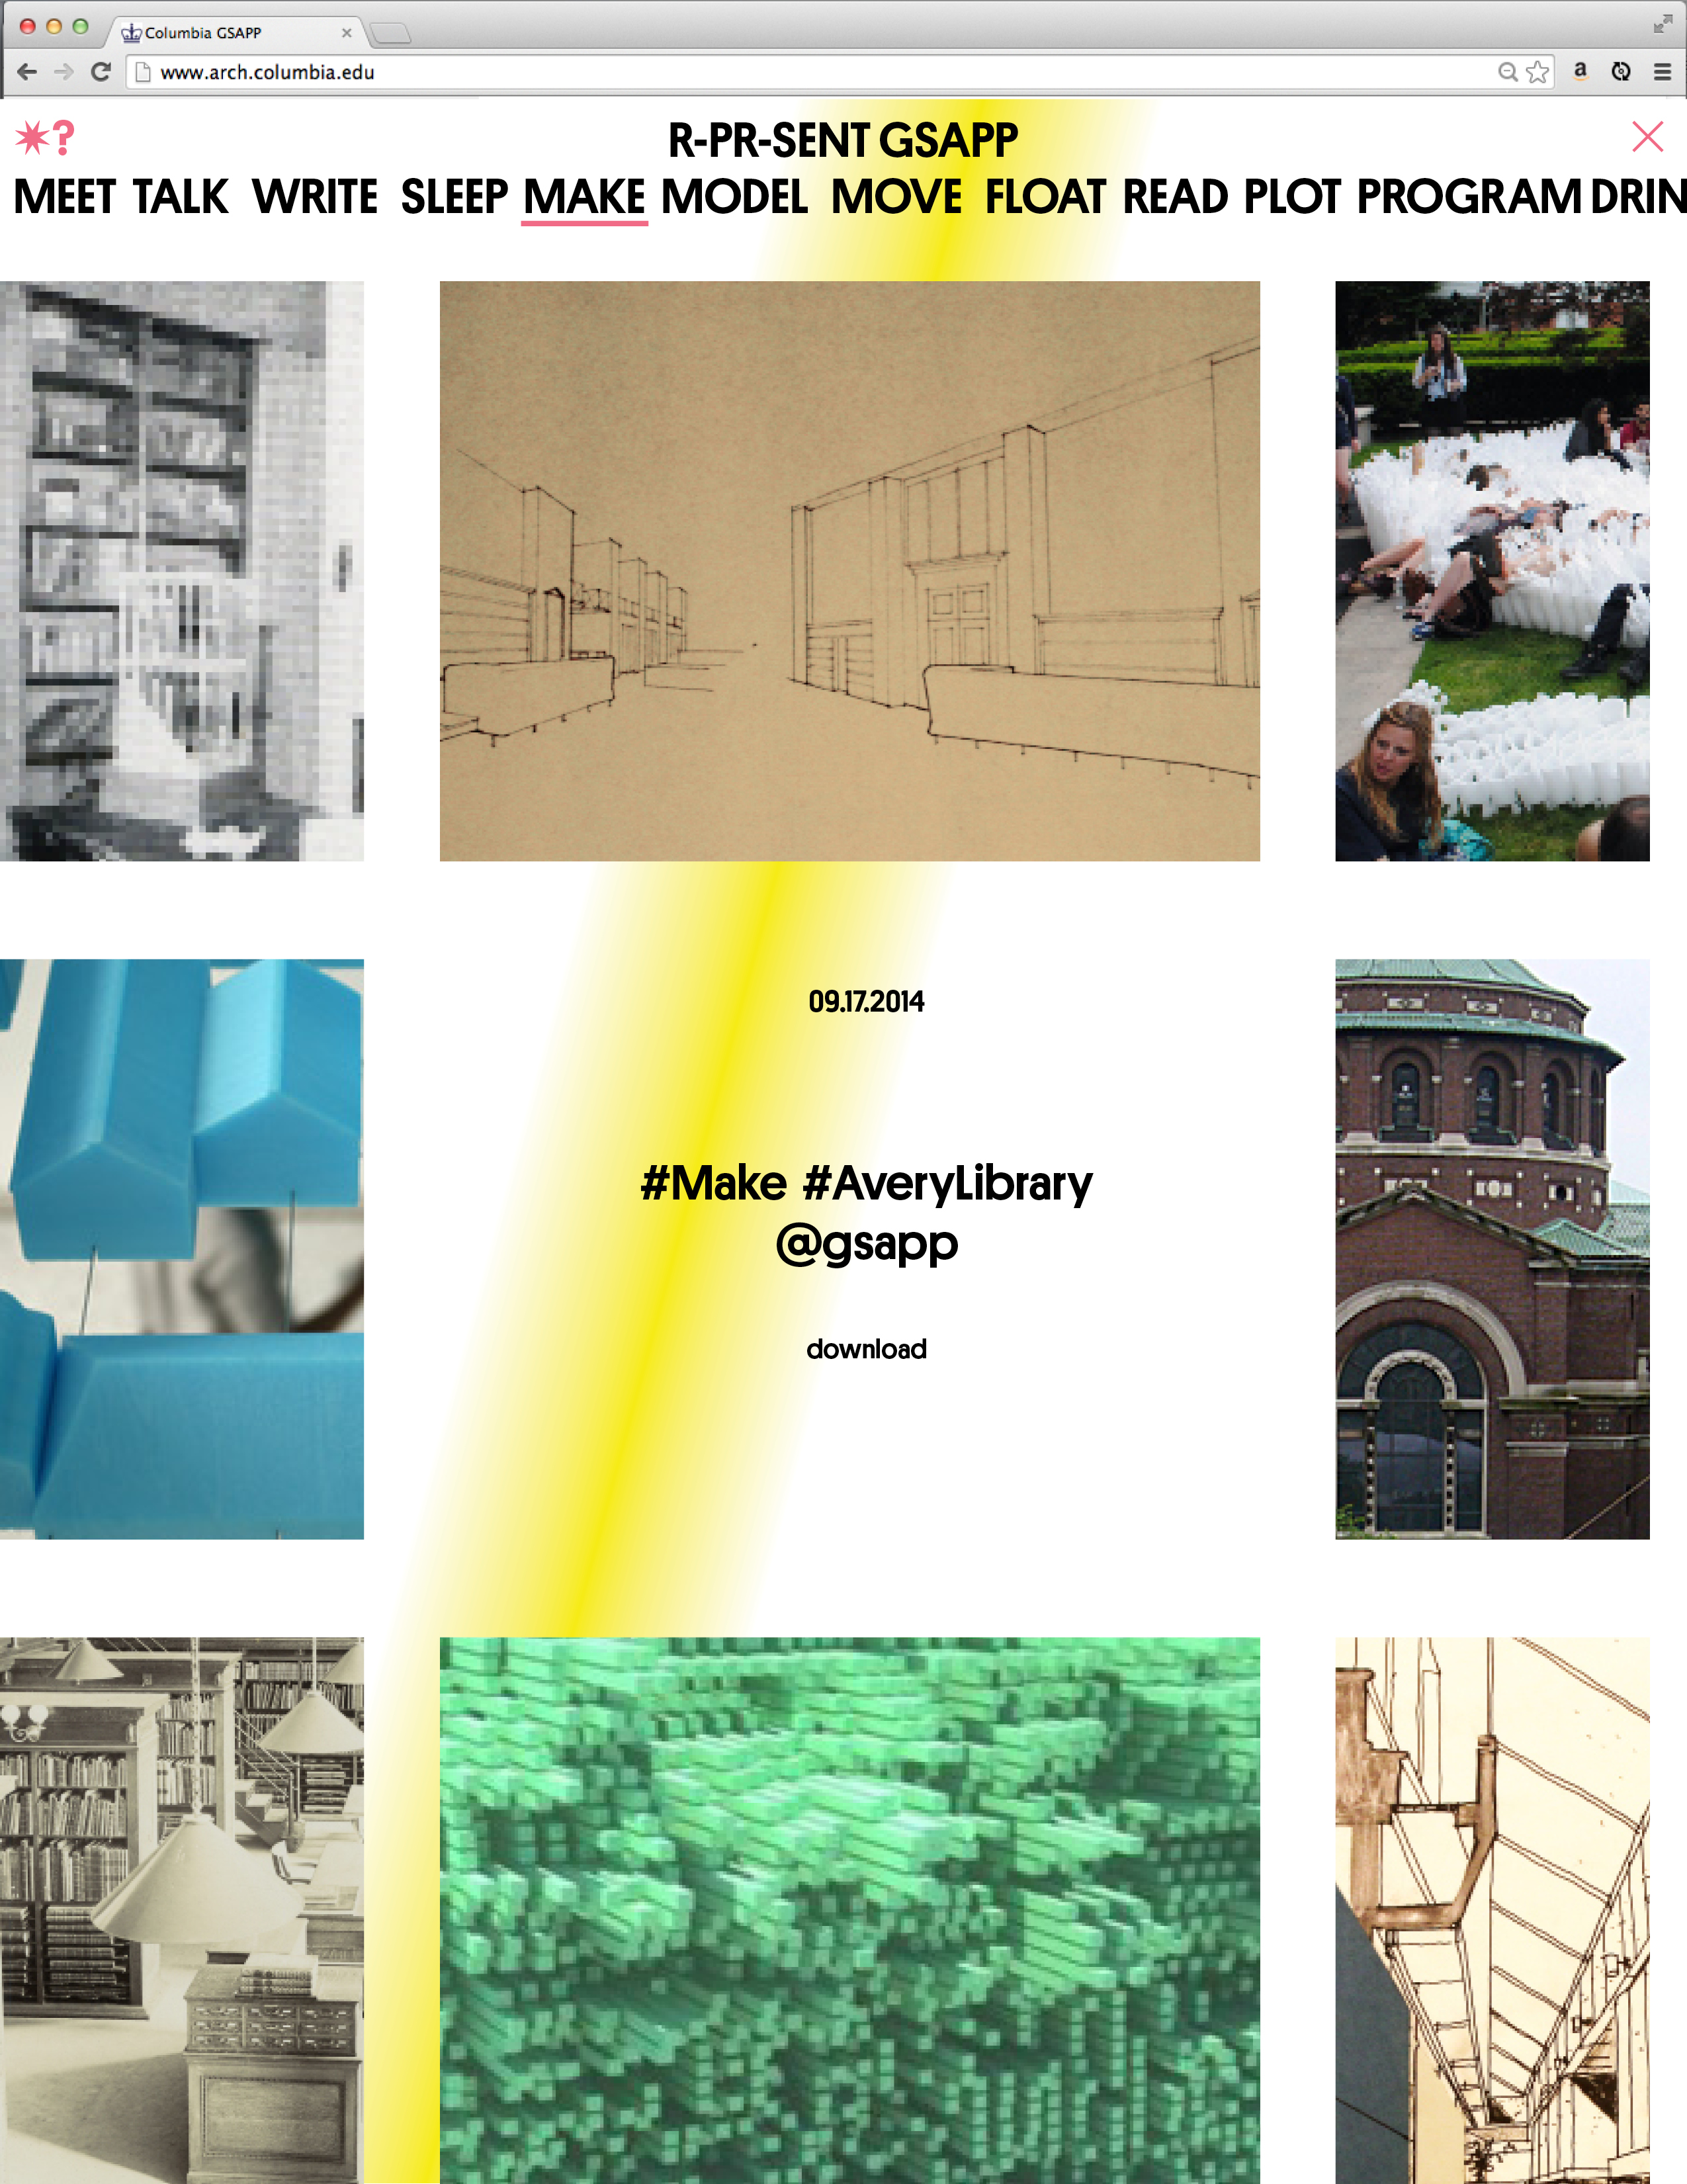 Columbia GSAPP
www.arch.columbia.edu
?
R-PR-SENT GSAPP
MEET TALK WRITE SLEEP MAKE MODEL MOVE FLOAT READ PLOT PROGRAM DRIN
09.17.2014
#Make #AveryLibrary
@gsapp
download